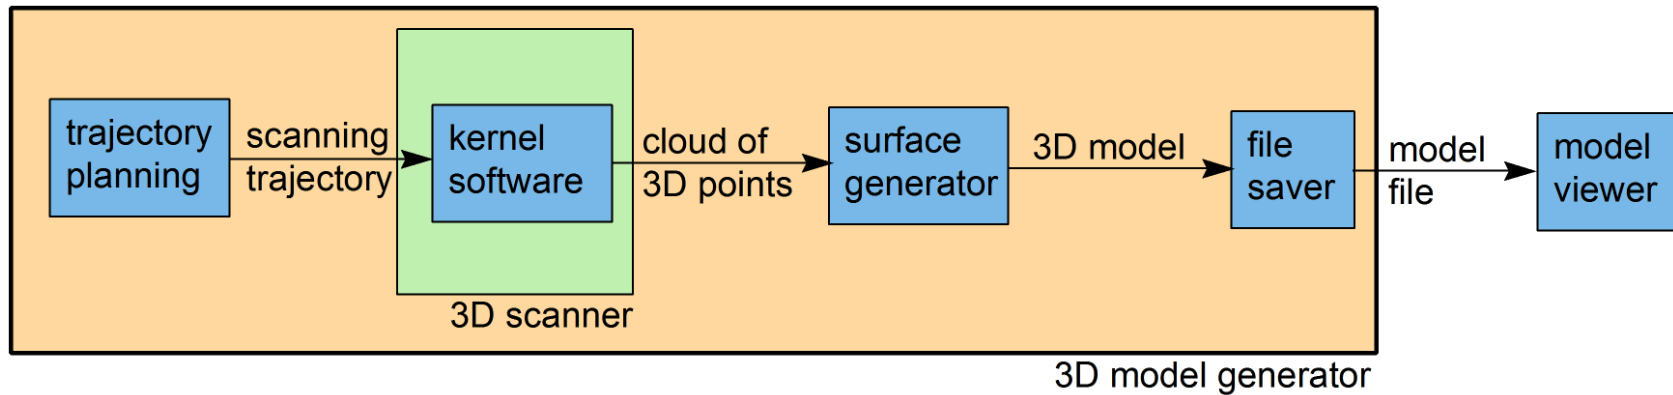 trajectory
planning
scanning
trajectory
kernel
software
cloud of
3D points
surface
generator
3D model
file
saver
model
file
model
viewer
3D scanner
3D model generator